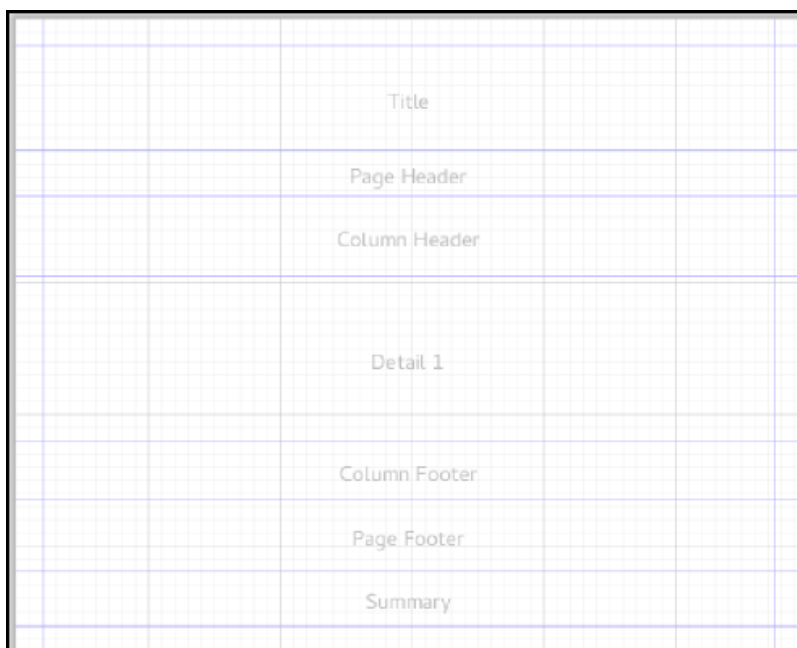 Title
Page Header
Column Header
Detail 1
Column Footer
Page Footer
Summary